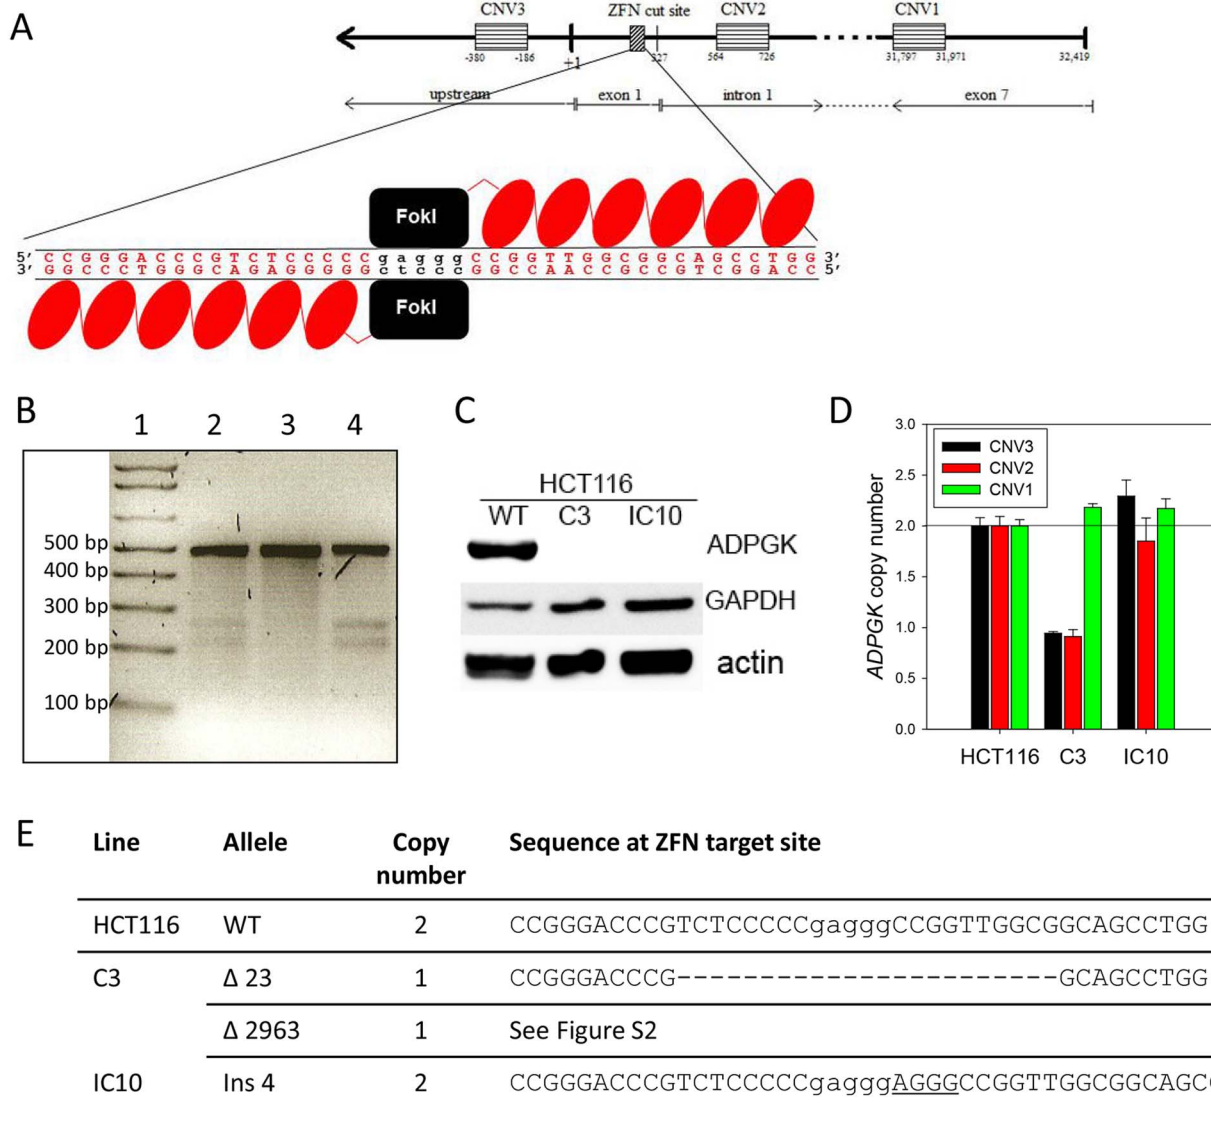 A
CNV3
ZFN cut site
CNV2
CNV1
-380
-186
+1
327
564
726
31,797
31,971
32,419
upstream
exon 1
intron 1
exon 7
FokI
5' CCGGGACCCGTCTCCCCCgagggCCGGTTGGCGGCAGCCTGG 3'
3' GGCCCTGGGCAGAGGGGGctcccGGCCAACCGCCGTCGGACC 5'
FokI
B
1 2 3 4
500 bp
400 bp
300 bp
200 bp
100 bp
C
HCT116
WT C3 IC10
ADPGK
GAPDH
actin
D
ADPGK copy number
3.0
2.5
2.0
1.5
1.0
0.5
0.0
CNV3
CNV2
CNV1
HCT116 C3 IC10
E
Line Allele Copy number Sequence at ZFN target site
HCT116 WT 2 CCGGGACCCGTCTCCCCCgagggCCGGTTGGCGGCAGCCTGG
C3 Δ 23 1 CCGGGACCCG-----------------------GCAGCCTGG
Δ 2963 1 See Figure S2
IC10 Ins 4 2 CCGGGACCCGTCTCCCCCgagggAGGGCCGGTTGGCGGCAGC